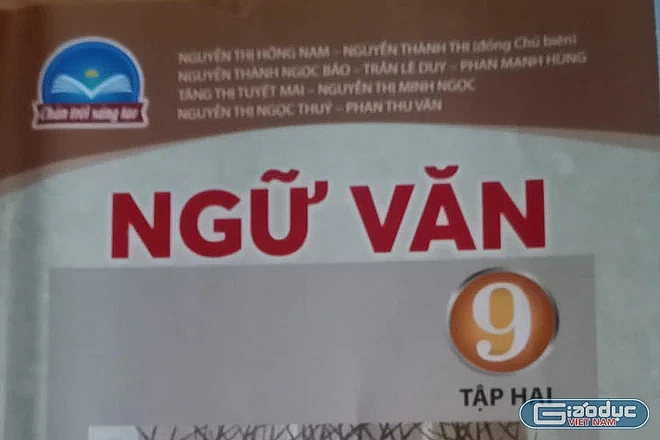 NGUYỄN THỊ HỒNG NAM – NGUYỄN THÀNH THI (đồng Chủ biên)
NGUYỄN THÀNH NGỌC BẢO – TRẦN LÊ DUY – PHAN MẠNH HÙNG
TĂNG THỊ TUYẾT MAI – NGUYỄN THỊ MINH NGỌC
NGUYỄN THỊ NGỌC THUÝ – PHAN THU VÂN
Chân trời sáng tạo
NGỮ VĂN
9
TẬP HAI
Giáo dục
VIỆT NAM